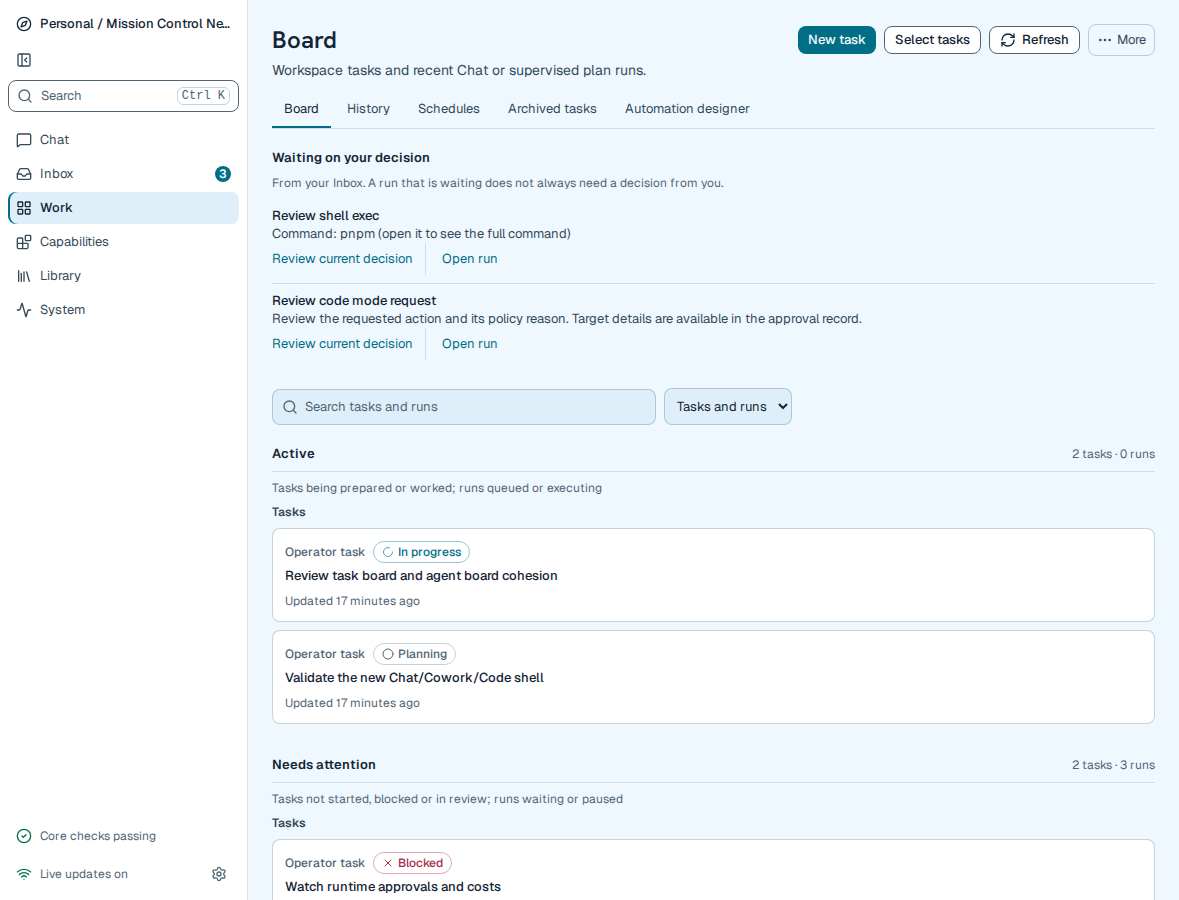 Personal / Mission Control Ne...
Search Ctrl K
Chat
Inbox 3
Work
Capabilities
Library
System
Core checks passing
Live updates on
Board
New task
Select tasks
Refresh
More
Workspace tasks and recent Chat or supervised plan runs.
Board History Schedules Archived tasks Automation designer
Waiting on your decision
From your Inbox. A run that is waiting does not always need a decision from you.
Review shell exec
Command: pnpm (open it to see the full command)
Review current decision Open run
Review code mode request
Review the requested action and its policy reason. Target details are available in the approval record.
Review current decision Open run
Search tasks and runs Tasks and runs
Active 2 tasks · 0 runs
Tasks being prepared or worked; runs queued or executing
Tasks
Operator task In progress
Review task board and agent board cohesion
Updated 17 minutes ago
Operator task Planning
Validate the new Chat/Cowork/Code shell
Updated 17 minutes ago
Needs attention 2 tasks · 3 runs
Tasks not started, blocked or in review; runs waiting or paused
Tasks
Operator task Blocked
Watch runtime approvals and costs